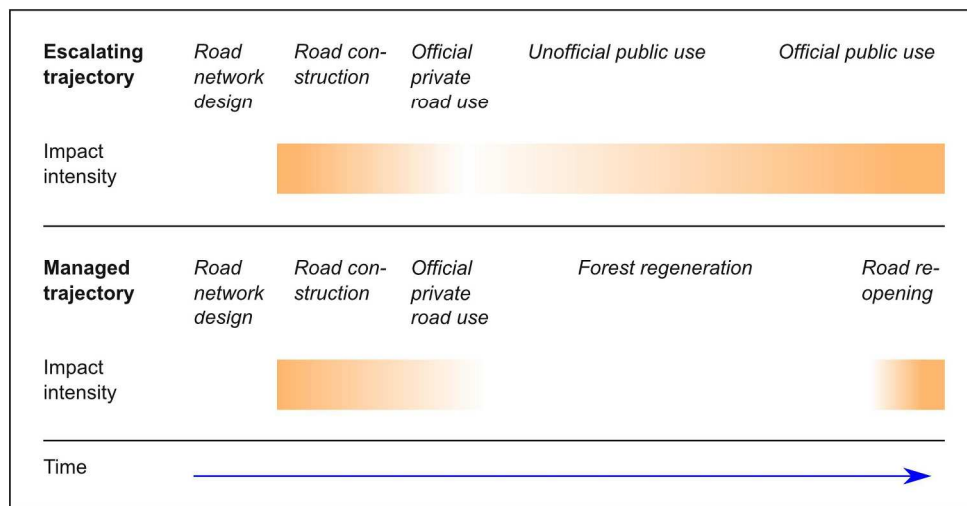 Escalating trajectory
Road network design
Road con-
struction
Official private road use
Unofficial public use
Official public use
Impact intensity
Managed trajectory
Road network design
Road con-
struction
Official private road use
Forest regeneration
Road re-
opening
Impact intensity
Time